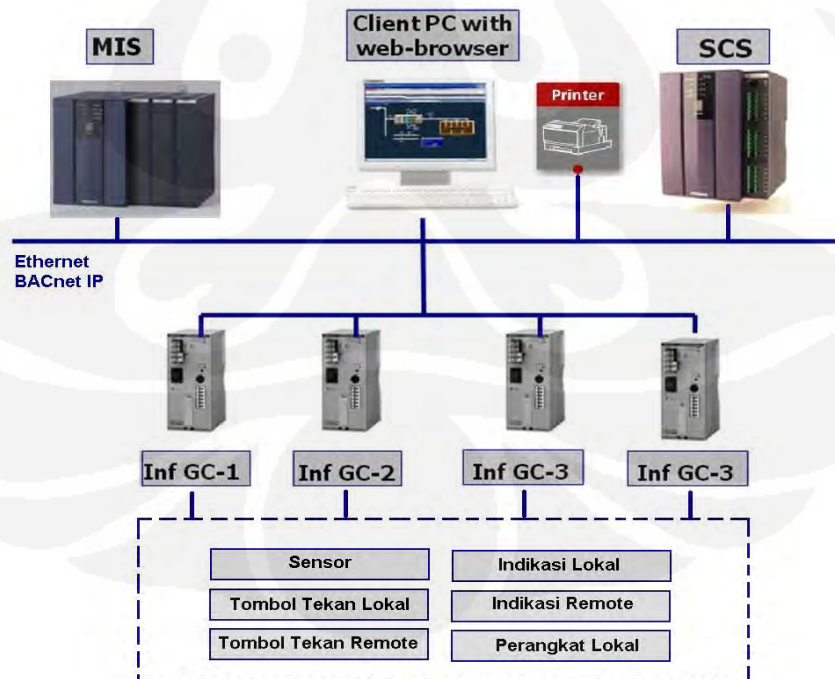 MIS
Client PC with
web-browser
SCS
Printer
Ethernet
BACnet IP
Inf GC-1
Inf GC-2
Inf GC-3
Inf GC-3
Sensor
Indikasi Lokal
Tombol Tekan Lokal
Indikasi Remote
Tombol Tekan Remote
Perangkat Lokal